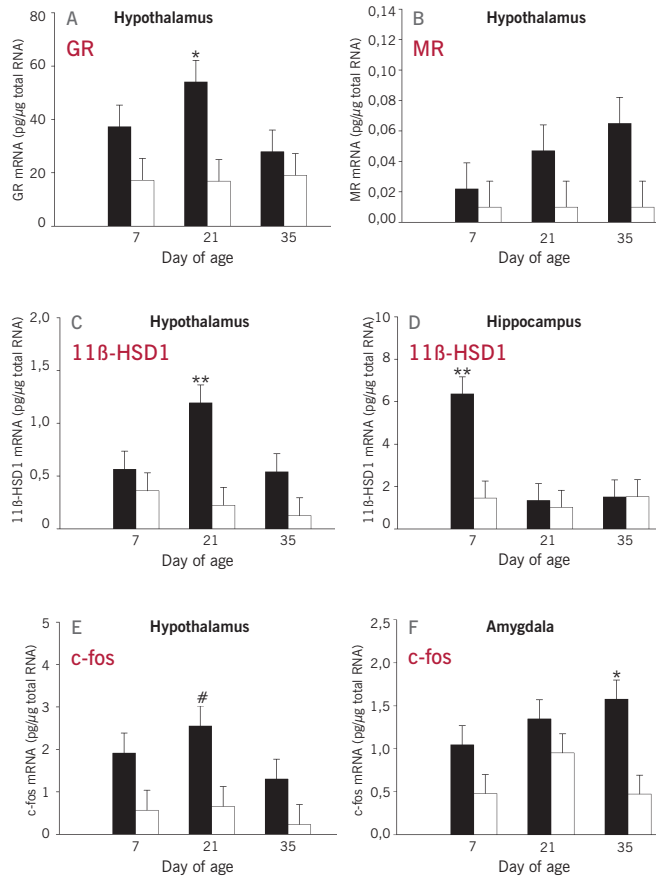 A Hypothalamus
GR
GR mRNA (pg/µg total RNA)
80
60
40
20
0
*
7 21 35
Day of age
B Hypothalamus
MR
MR mRNA (pg/µg total RNA)
0,14
0,12
0,10
0,08
0,06
0,04
0,02
0,00
7 21 35
Day of age
C Hypothalamus
11ß-HSD1
11ß-HSD1 mRNA (pg/µg total RNA)
2,0
1,5
1,0
0,5
0
**
7 21 35
Day of age
D Hippocampus
11ß-HSD1
11ß-HSD1 mRNA (pg/µg total RNA)
10
8
6
4
2
0
**
7 21 35
Day of age
E Hypothalamus
c-fos
c-fos mRNA (pg/µg total RNA)
5
4
3
2
1
0
#
7 21 35
Day of age
F Amygdala
c-fos
c-fos mRNA (pg/µg total RNA)
2,5
2,0
1,5
1,0
0,5
0,0
*
7 21 35
Day of age